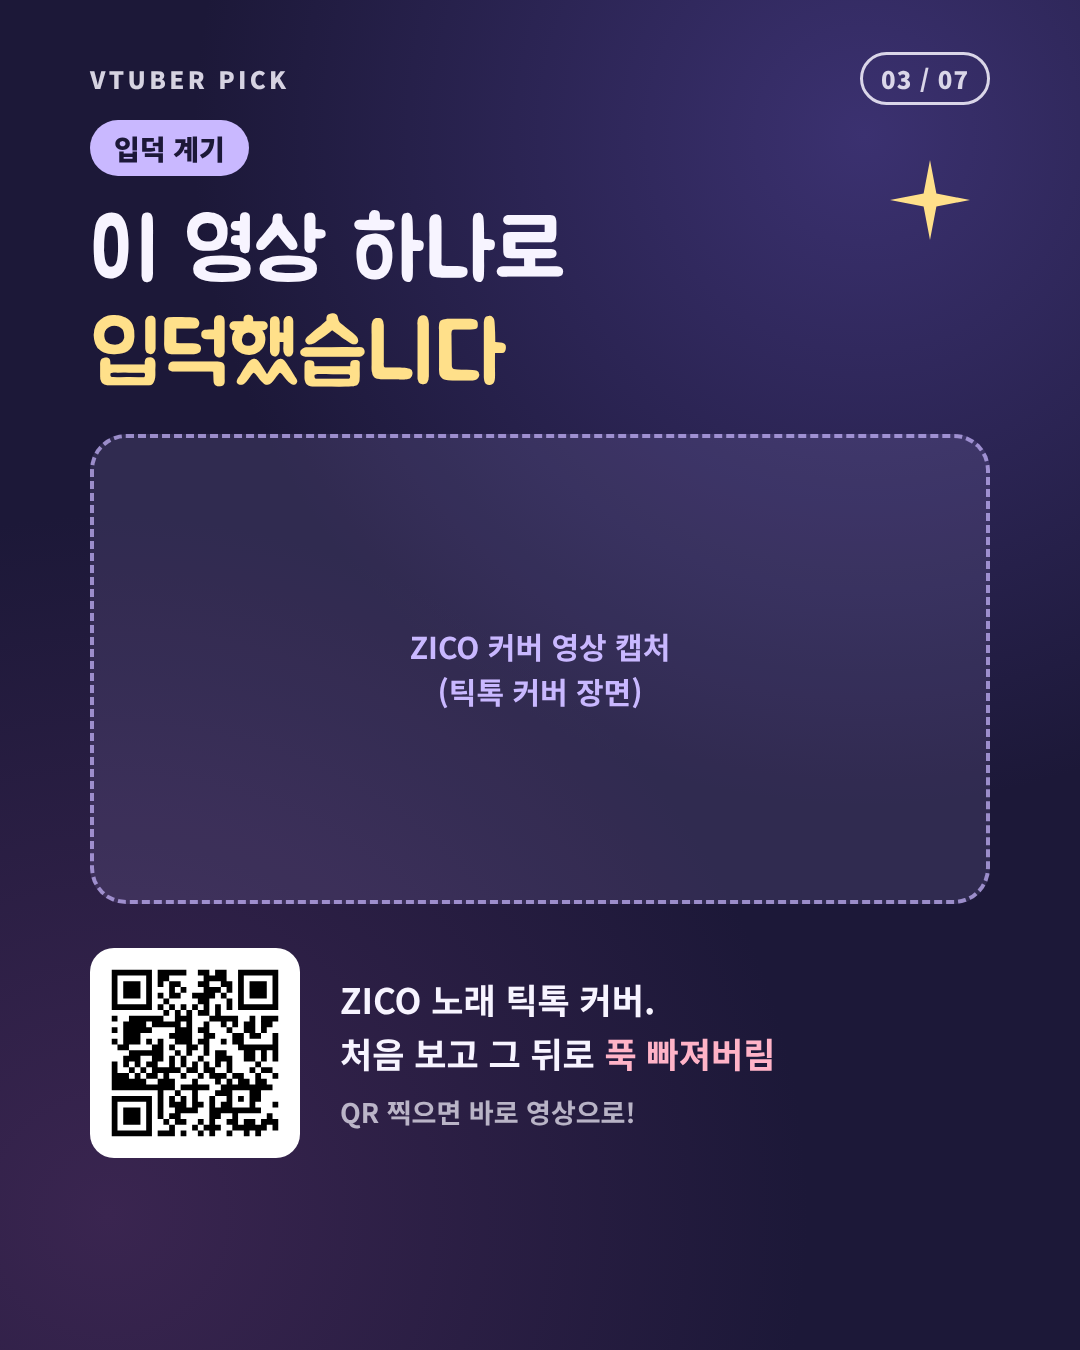 VTUBER PICK
03 / 07
입덕 계기
이 영상 하나로
입덕했습니다
ZICO 커버 영상 캡처
(틱톡 커버 장면)
ZICO 노래 틱톡 커버.
처음 보고 그 뒤로 푹 빠져버림
QR 찍으면 바로 영상으로!